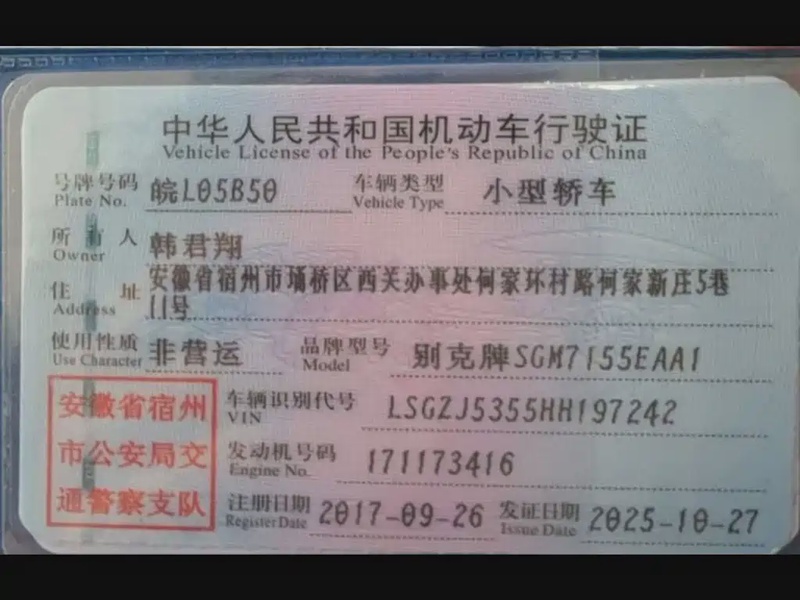 中华人民共和国机动车行驶证
Vehicle License of the People's Republic of China
号牌号码 皖L05B50 车辆类型 小型轿车
Plate No. Vehicle Type
所有人 韩君翔
Owner
住址 安徽省宿州市埇桥区西关办事处何家环村路何家新庄5巷
Address 11号
使用性质 非营运 品牌型号 别克牌SGM7155EAA1
Use Character Model
安徽省宿州 车辆识别代号 LSGZJ5355HH197242
VIN
市公安局交 发动机号码 171173416
Engine No.
通警察支队 注册日期 2017-09-26 发证日期 2025-10-27
Register Date Issue Date